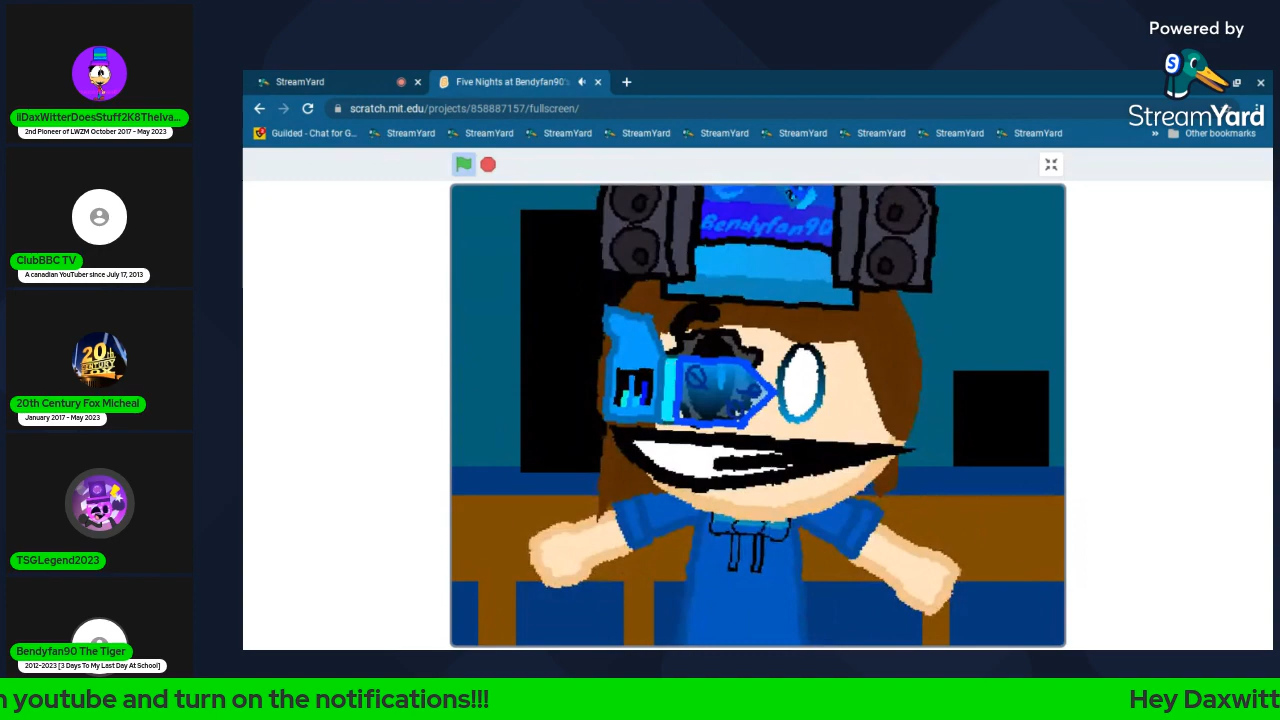 Powered by
StreamYard
iiDaxWitterDoesStuff2K8TheIva...
2nd Pioneer of LWZM October 2017 - May 2023
ClubBBC TV
A canadian YouTuber since July 17, 2013
20th Century Fox Micheal
January 2017 - May 2023
TSGLegend2023
Bendyfan90 The Tiger
2012-2023 [3 Days To My Last Day At School]
StreamYard
Five Nights at Bendyfan90's
scratch.mit.edu/projects/858887157/fullscreen/
Guilded - Chat for G...
StreamYard
StreamYard
StreamYard
StreamYard
StreamYard
StreamYard
StreamYard
StreamYard
StreamYard
Other bookmarks
Bendyfan90
20th
CENTURY
FOX
n youtube and turn on the notifications!!!
Hey Daxwitt